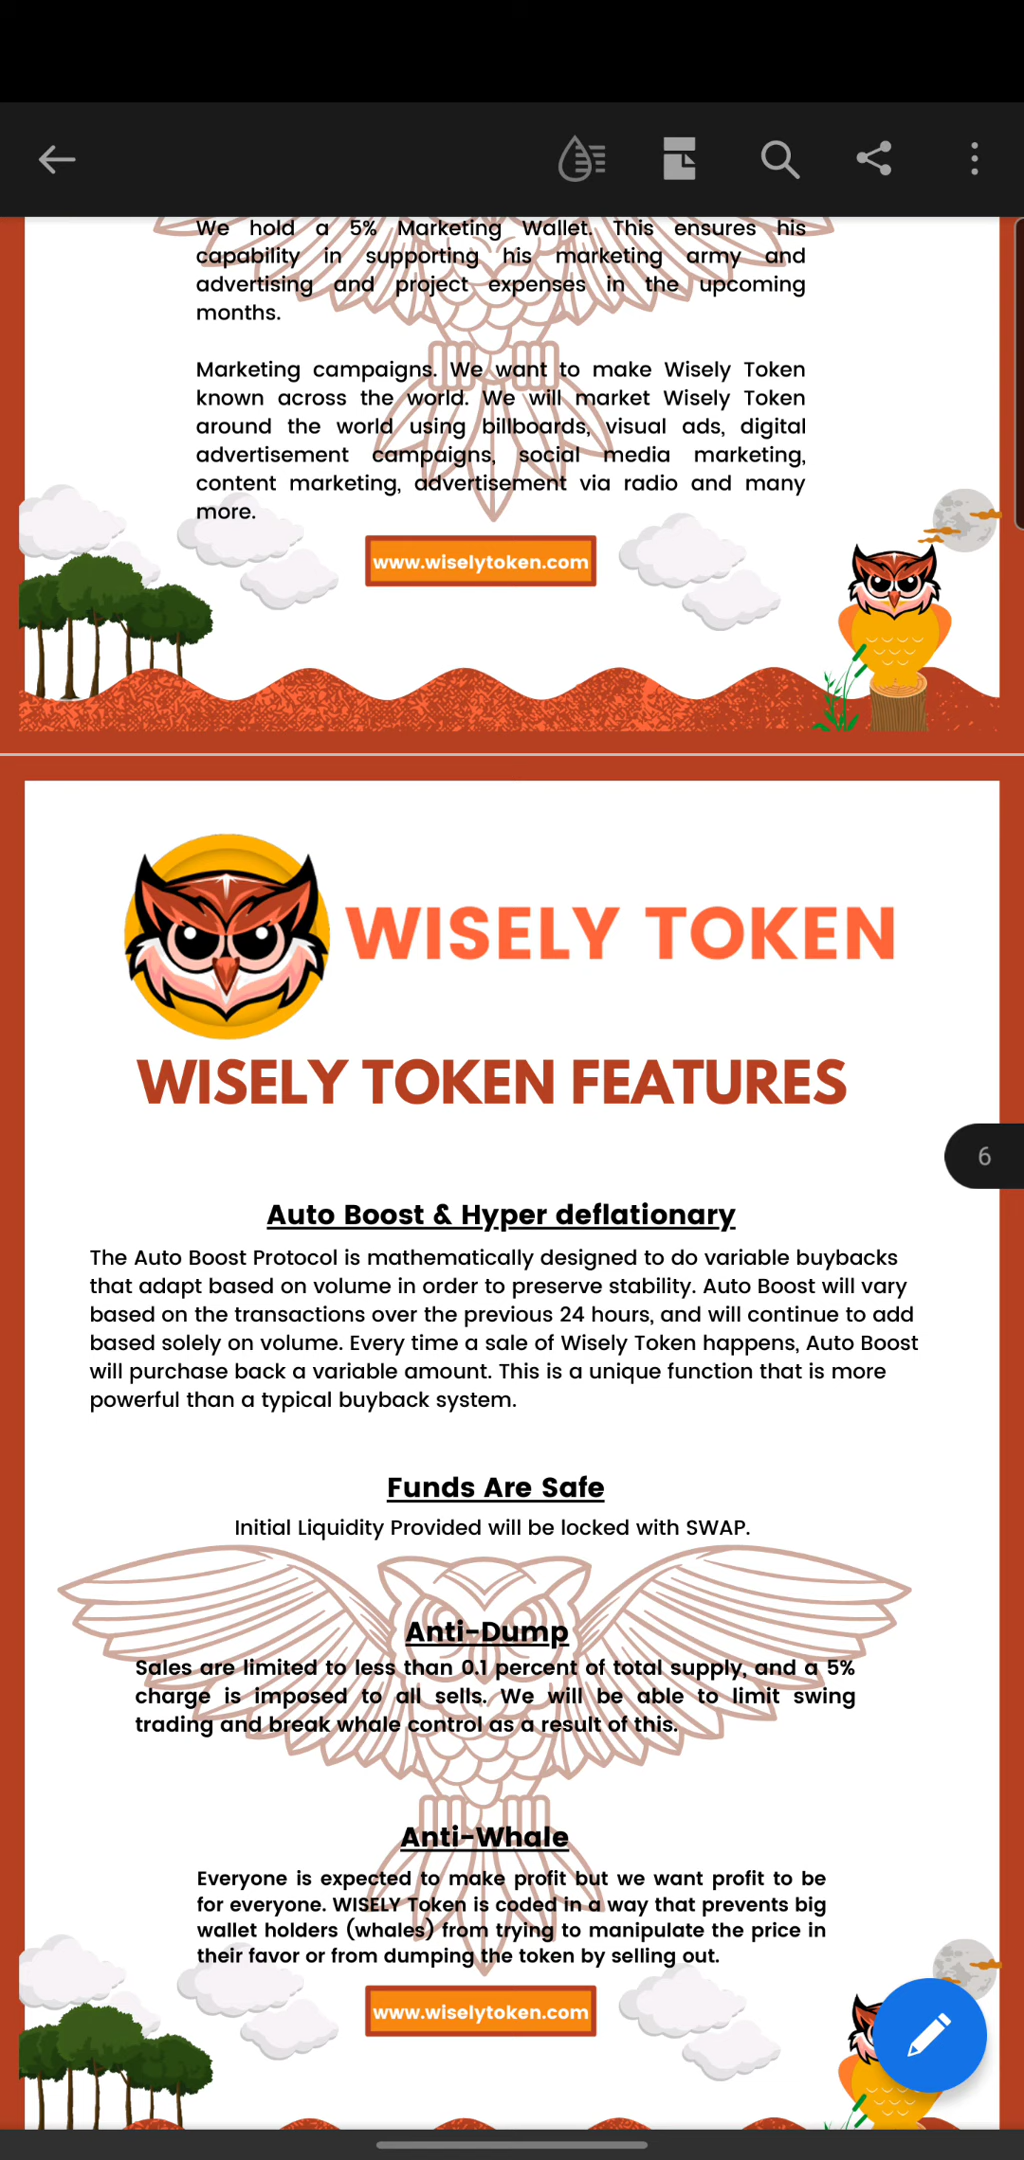 We hold a 5% Marketing Wallet. This ensures his
capability in supporting his marketing army and
advertising and project expenses in the upcoming
months.
Marketing campaigns. We want to make Wisely Token
known across the world. We will market Wisely Token
around the world using billboards, visual ads, digital
advertisement campaigns, social media marketing,
content marketing, advertisement via radio and many
more.
www.wiselytoken.com
WISELY TOKEN
WISELY TOKEN FEATURES
6
Auto Boost & Hyper deflationary
The Auto Boost Protocol is mathematically designed to do variable buybacks
that adapt based on volume in order to preserve stability. Auto Boost will vary
based on the transactions over the previous 24 hours, and will continue to add
based solely on volume. Every time a sale of Wisely Token happens, Auto Boost
will purchase back a variable amount. This is a unique function that is more
powerful than a typical buyback system.
Funds Are Safe
Initial Liquidity Provided will be locked with SWAP.
Anti-Dump
Sales are limited to less than 0.1 percent of total supply, and a 5%
charge is imposed to all sells. We will be able to limit swing
trading and break whale control as a result of this.
Anti-Whale
Everyone is expected to make profit but we want profit to be
for everyone. WISELY Token is coded in a way that prevents big
wallet holders (whales) from trying to manipulate the price in
their favor or from dumping the token by selling out.
www.wiselytoken.com